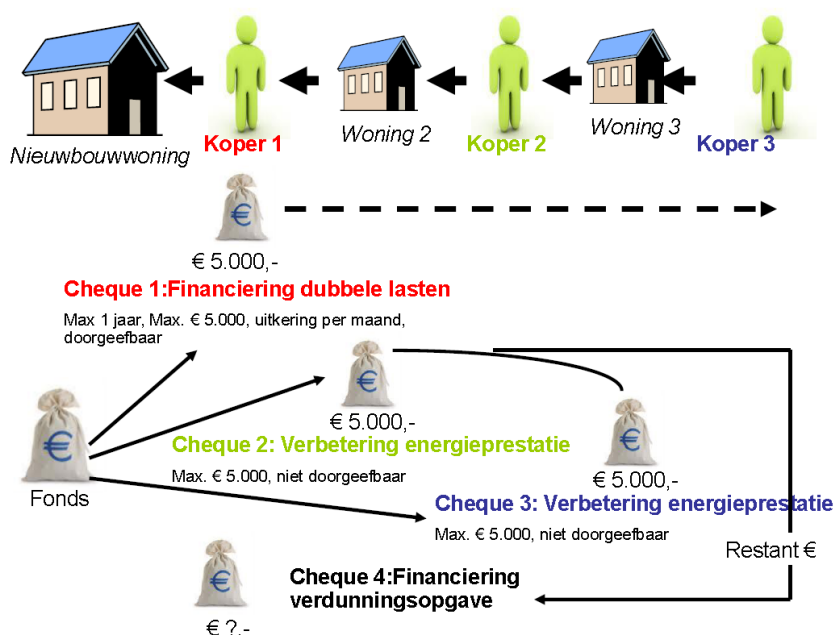 Nieuwbouwwoning
Koper 1
Woning 2
Koper 2
Woning 3
Koper 3
€
€ 5.000,-
Cheque 1:Financiering dubbele lasten
Max 1 jaar, Max. € 5.000, uitkering per maand,
doorgeefbaar
€
€ 5.000,-
€
€ 5.000,-
Cheque 2: Verbetering energieprestatie
Max. € 5.000, niet doorgeefbaar
€
Fonds
Cheque 3: Verbetering energieprestatie
Max. € 5.000, niet doorgeefbaar
Restant €
€
Cheque 4:Financiering
verdunningsopgave
€ ?,-